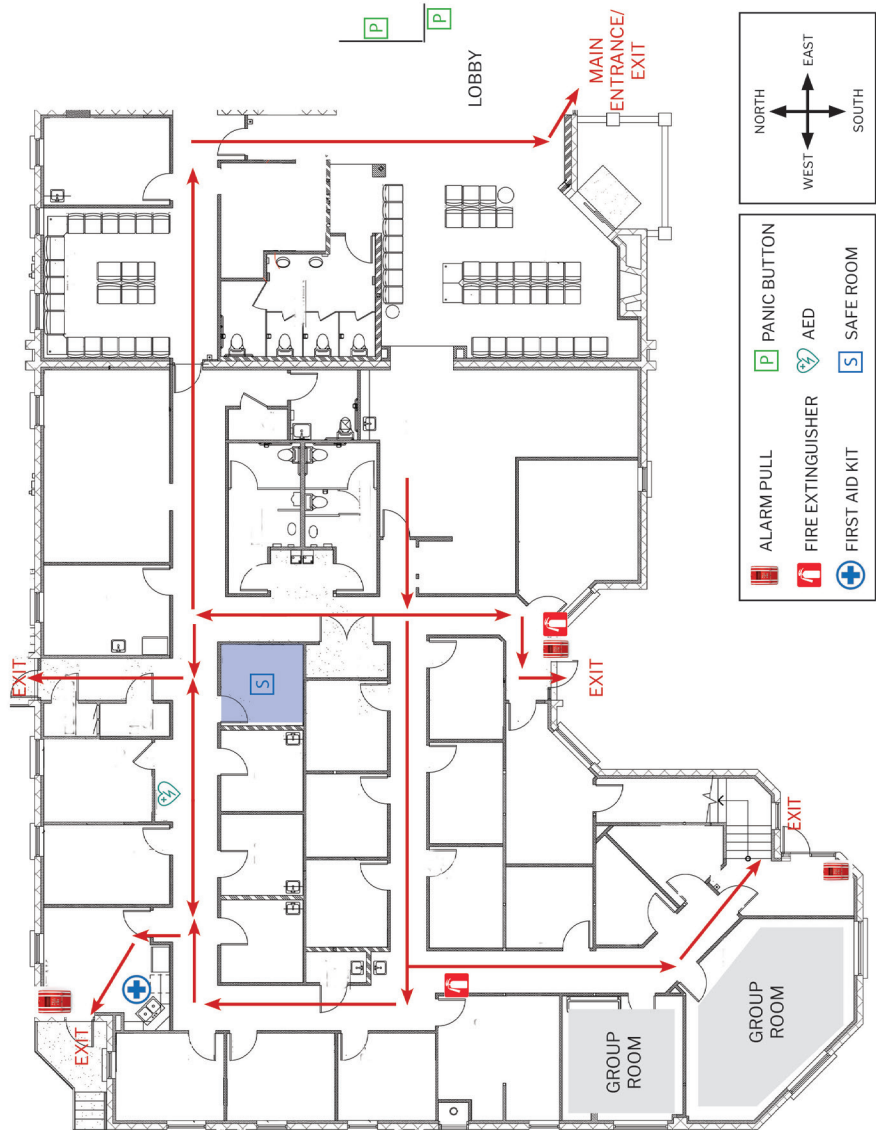 P
P
LOBBY
MAIN
ENTRANCE/
EXIT
EXIT
S
EXIT
EXIT
EXIT
GROUP
ROOM
GROUP
ROOM
NORTH
WEST
EAST
SOUTH
ALARM PULL
FIRE EXTINGUISHER
FIRST AID KIT
P PANIC BUTTON
AED
S SAFE ROOM